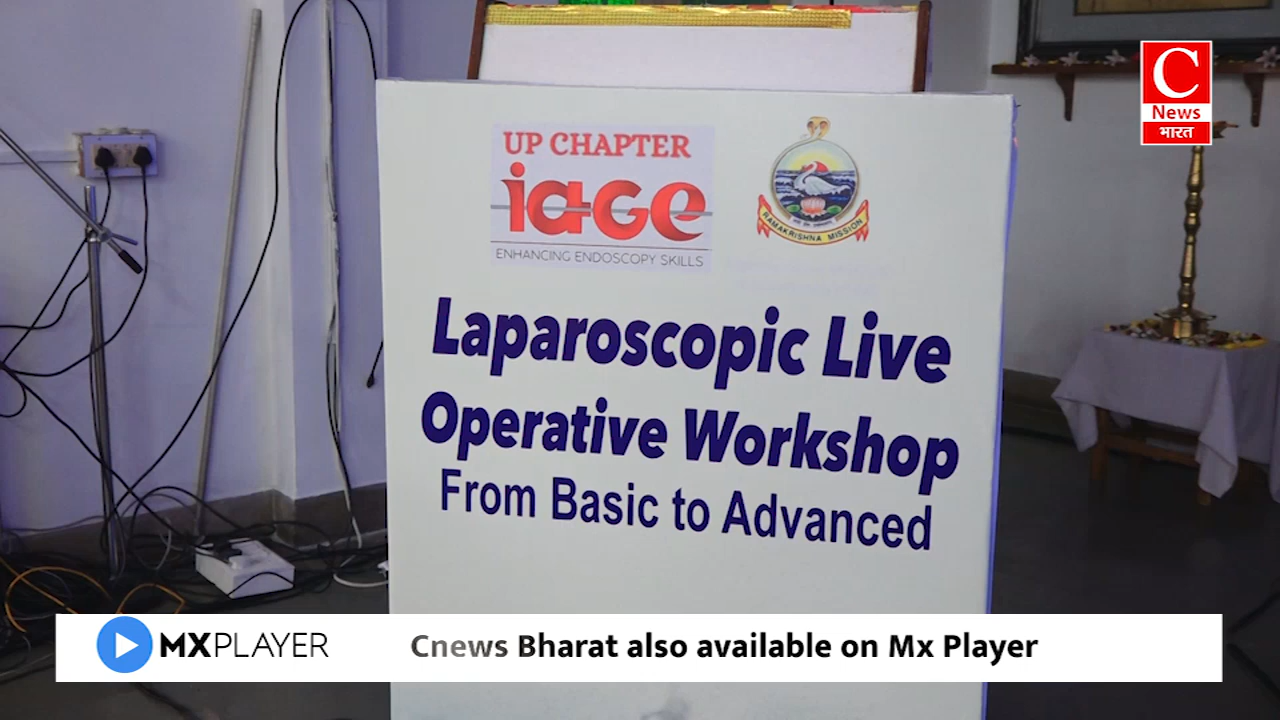 C
News
भारत
UP CHAPTER
iage
ENHANCING ENDOSCOPY SKILLS
RAMAKRISHNA MISSION
Laparoscopic Live
Operative Workshop
From Basic to Advanced
MXPLAYER
Cnews Bharat also available on Mx Player